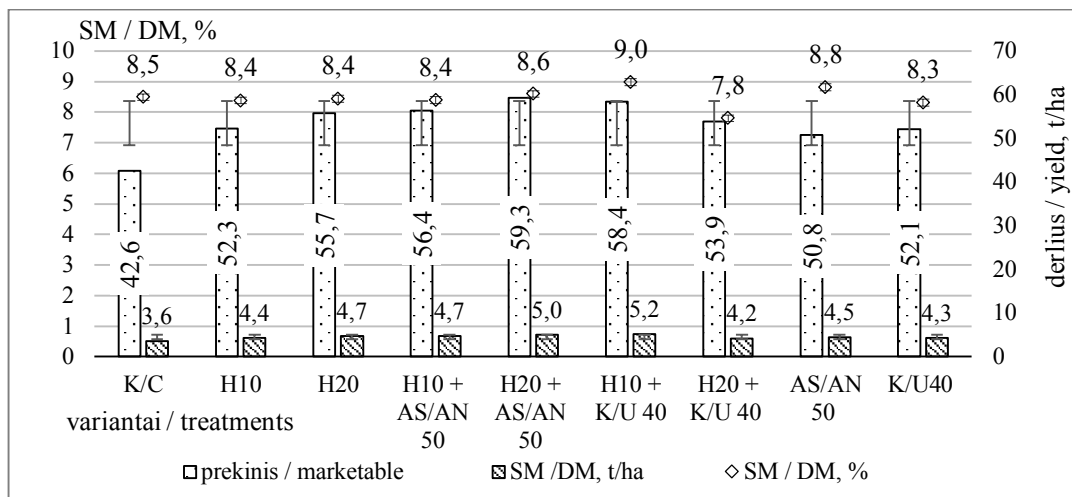 SM / DM, %
10
9
8
7
6
5
4
3
2
1
0
8,5
8,4
8,4
8,4
8,6
9,0
7,8
8,8
8,3
42,6
52,3
55,7
56,4
59,3
58,4
53,9
50,8
52,1
3,6
4,4
4,7
4,7
5,0
5,2
4,2
4,5
4,3
70
60
50
40
30
20
10
0
derlius / yield, t/ha
K/C
H10
H20
H10 +
AS/AN
50
H20 +
AS/AN
50
H10 +
K/U 40
H20 +
K/U 40
AS/AN
50
K/U40
variantai / treatments
prekinis / marketable
SM /DM, t/ha
SM / DM, %